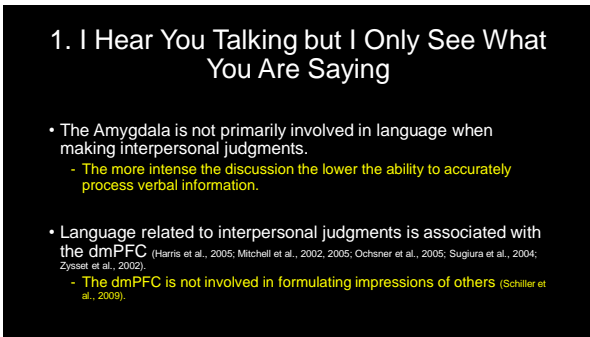 1. I Hear You Talking but I Only See What
You Are Saying
• The Amygdala is not primarily involved in language when
making interpersonal judgments.
- The more intense the discussion the lower the ability to accurately
process verbal information.
• Language related to interpersonal judgments is associated with
the dmPFC (Harris et al., 2005; Mitchell et al., 2002, 2005; Ochsner et al., 2005; Sugiura et al., 2004;
Zysset et al., 2002).
- The dmPFC is not involved in formulating impressions of others (Schiller et
al., 2009).